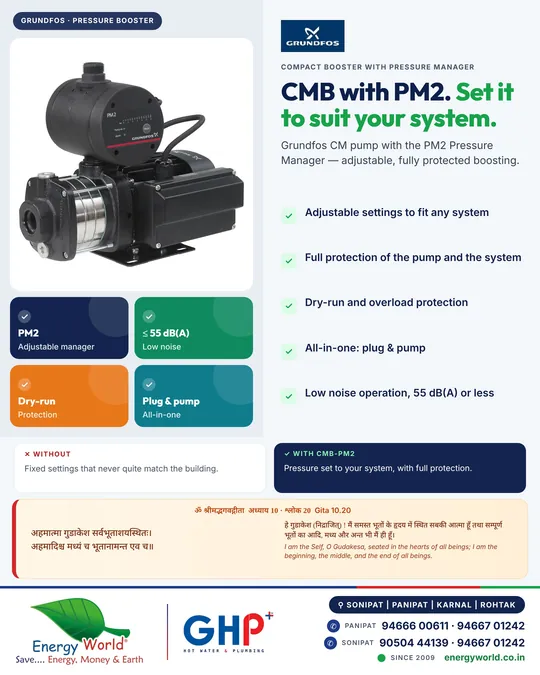 GRUNDFOS · PRESSURE BOOSTER
GRUNDFOS
COMPACT BOOSTER WITH PRESSURE MANAGER
CMB with PM2. Set it
to suit your system.
Grundfos CM pump with the PM2 Pressure
Manager — adjustable, fully protected boosting.
PM2
GRUNDFOS
Adjustable settings to fit any system
Full protection of the pump and the system
Dry-run and overload protection
All-in-one: plug & pump
Low noise operation, 55 dB(A) or less
PM2
Adjustable manager
≤ 55 dB(A)
Low noise
Dry-run
Protection
Plug & pump
All-in-one
✕ WITHOUT
Fixed settings that never quite match the building.
✓ WITH CMB-PM2
Pressure set to your system, with full protection.
ॐ श्रीमद्भगवद्गीता अध्याय 10 · श्लोक 20 Gita 10.20
अहमात्मा गुडाकेश सर्वभूताशयस्थितः।
अहमादिश्च मध्यं च भूतानामन्त एव च॥
हे गुडाकेश (निद्राजित्) ! मैं समस्त भूतों के हृदय में स्थित सबकी आत्मा हूँ तथा सम्पूर्ण
भूतों का आदि, मध्य और अन्त भी मैं ही हूँ।
I am the Self, O Gudakesa, seated in the hearts of all beings; I am the
beginning, the middle, and the end of all beings.
Energy World
Save.... Energy, Money & Earth
GHP+
HOT WATER & PLUMBING
SONIPAT | PANIPAT | KARNAL | ROHTAK
PANIPAT 94666 00611 · 94667 01242
SONIPAT 90504 44139 · 94667 01242
SINCE 2009 energyworld.co.in